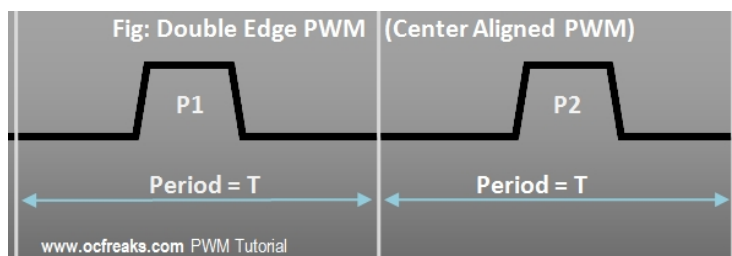 Fig: Double Edge PWM (Center Aligned PWM)
P1
P2
Period = T
Period = T
www.ocfreaks.com PWM Tutorial